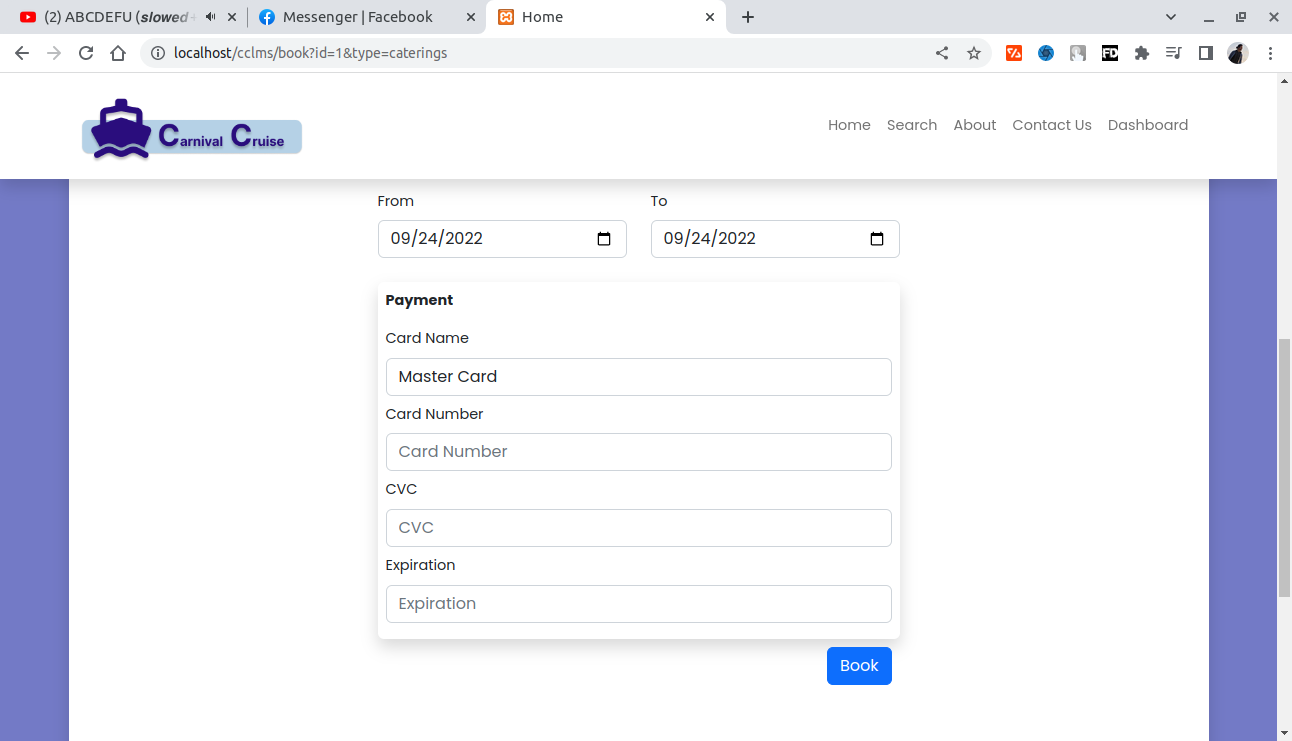 (2) ABCDEFU (slowed +
Messenger | Facebook
Home
localhost/cclms/book?id=1&type=caterings
FD
Carnival Cruise
Home Search About Contact Us Dashboard
From To
09/24/2022 09/24/2022
Payment
Card Name
Master Card
Card Number
Card Number
CVC
CVC
Expiration
Expiration
Book